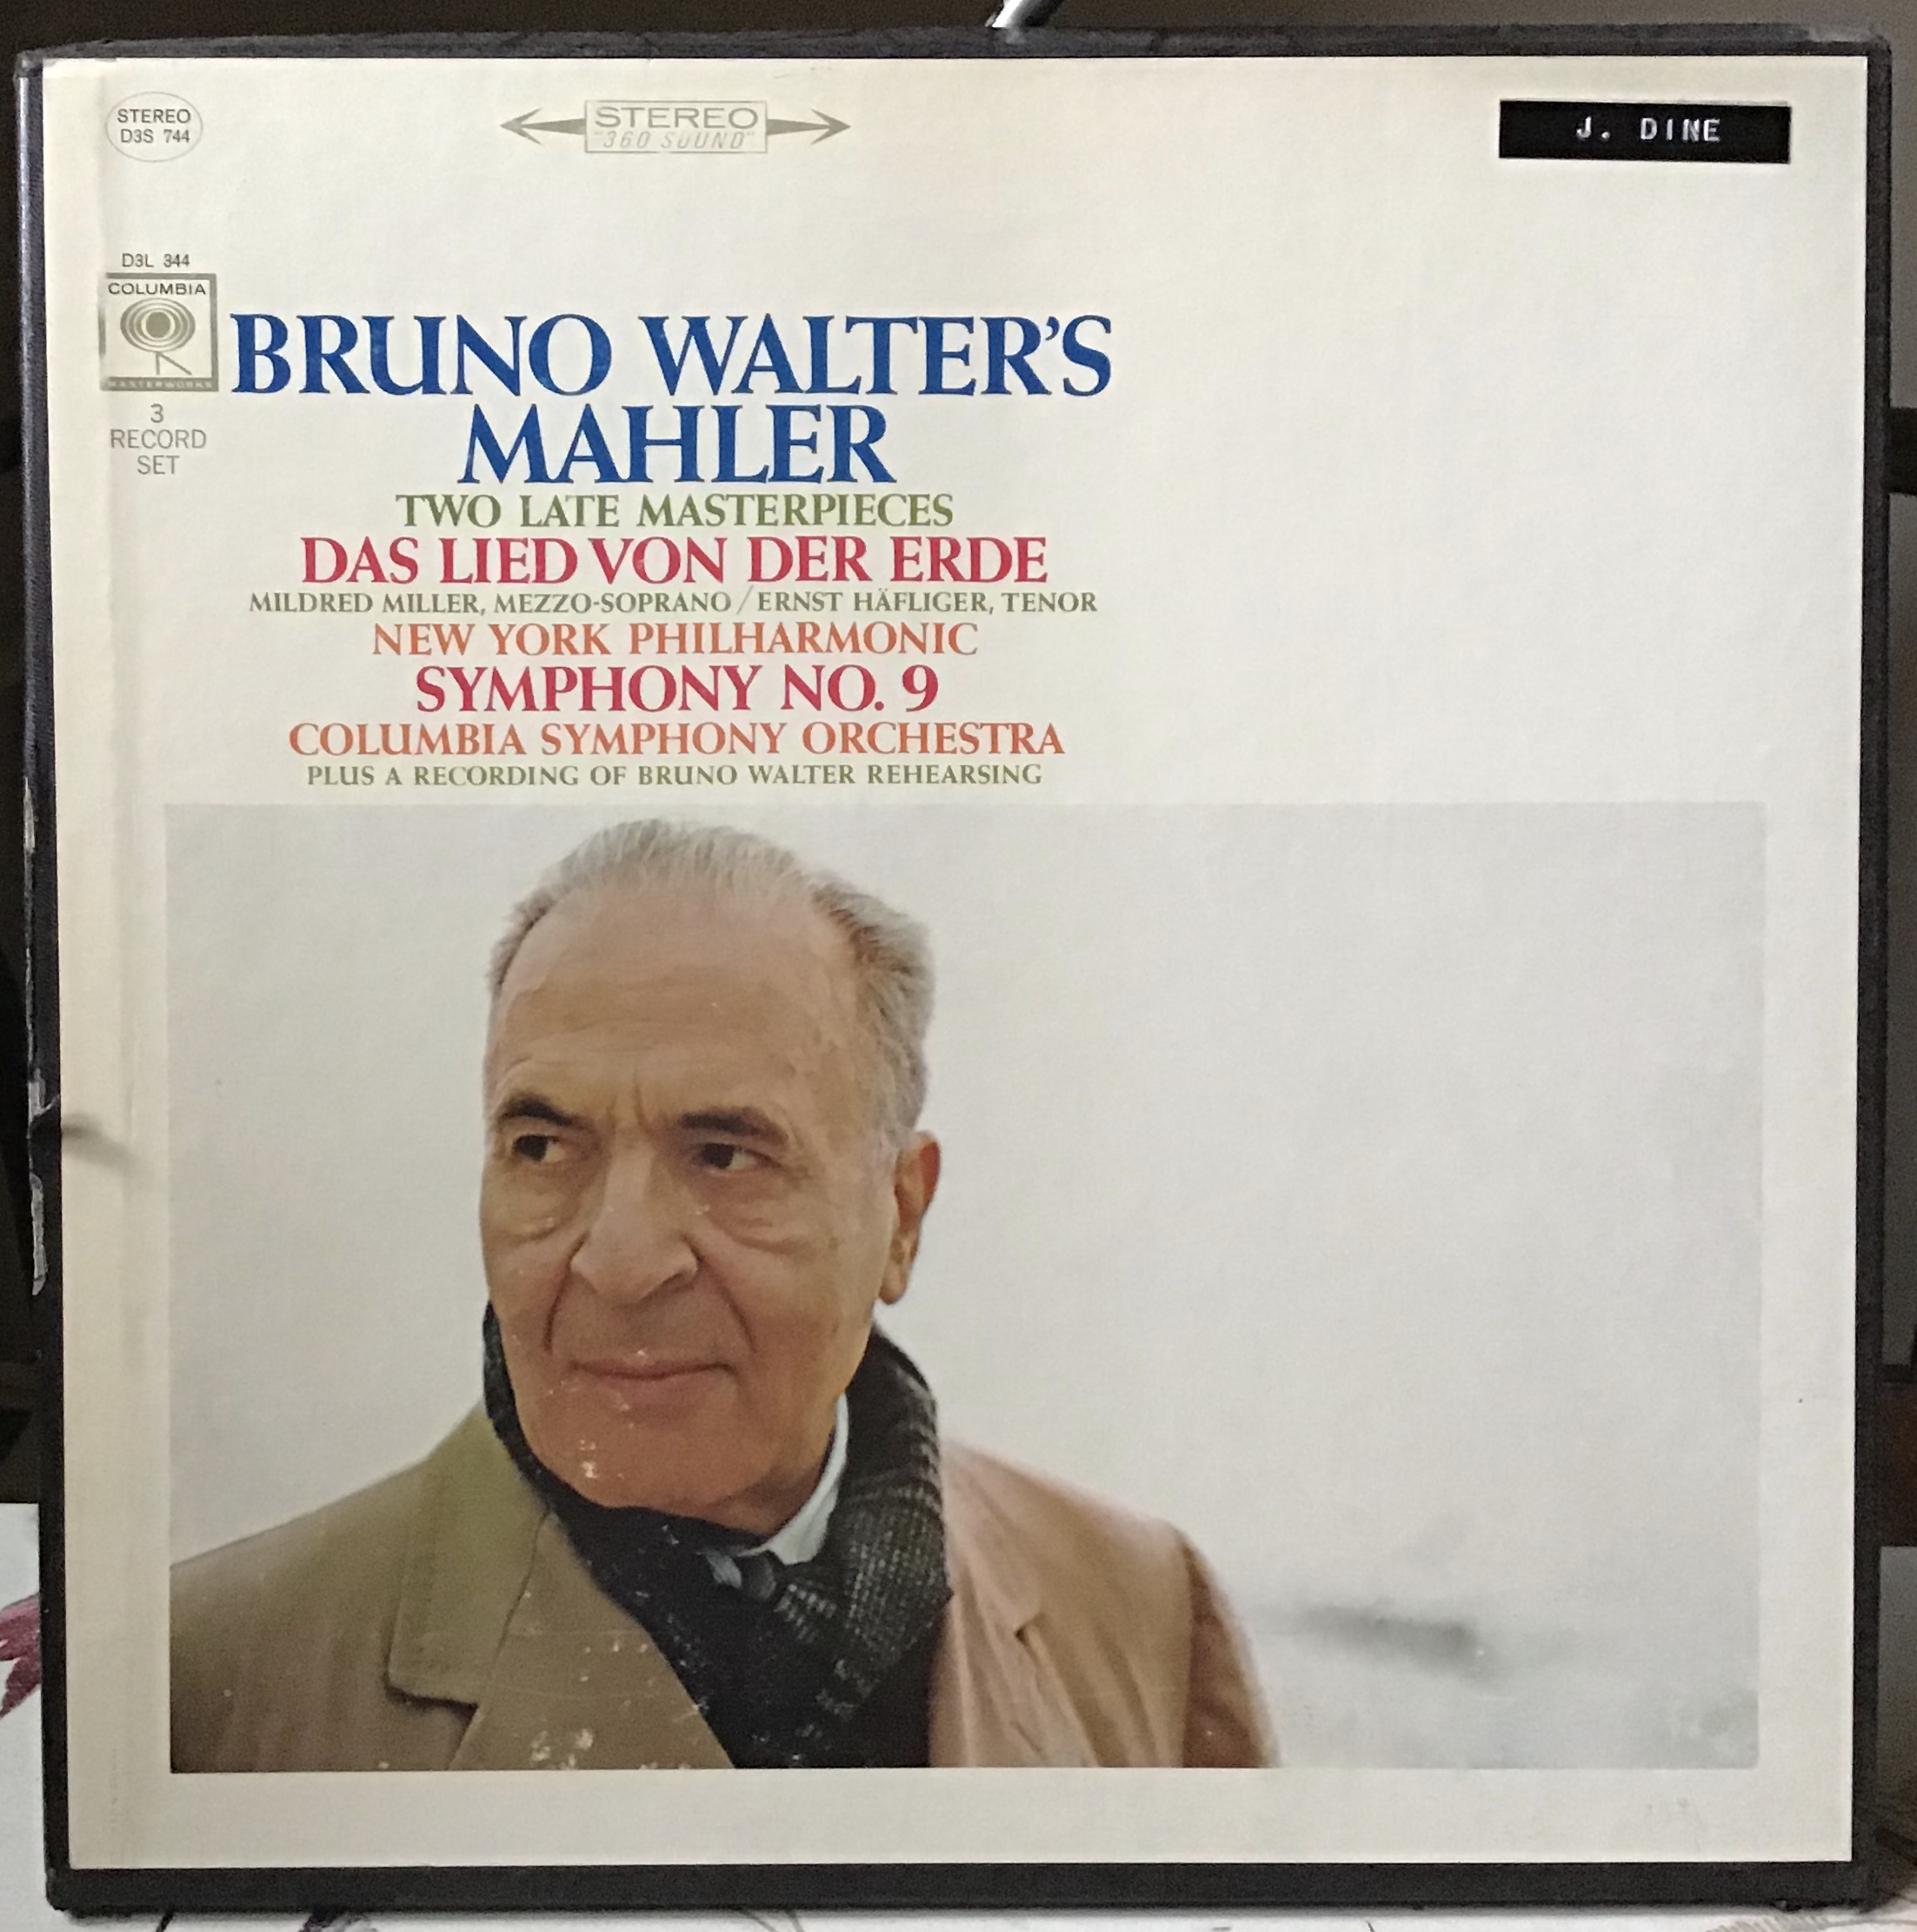 STEREO
D3S 744
STEREO
"360 SOUND"
J. DINE
D3L 344
COLUMBIA
MASTERWORKS
3
RECORD
SET
BRUNO WALTER'S
MAHLER
TWO LATE MASTERPIECES
DAS LIED VON DER ERDE
MILDRED MILLER, MEZZO-SOPRANO/ERNST HÄFLIGER, TENOR
NEW YORK PHILHARMONIC
SYMPHONY NO. 9
COLUMBIA SYMPHONY ORCHESTRA
PLUS A RECORDING OF BRUNO WALTER REHEARSING